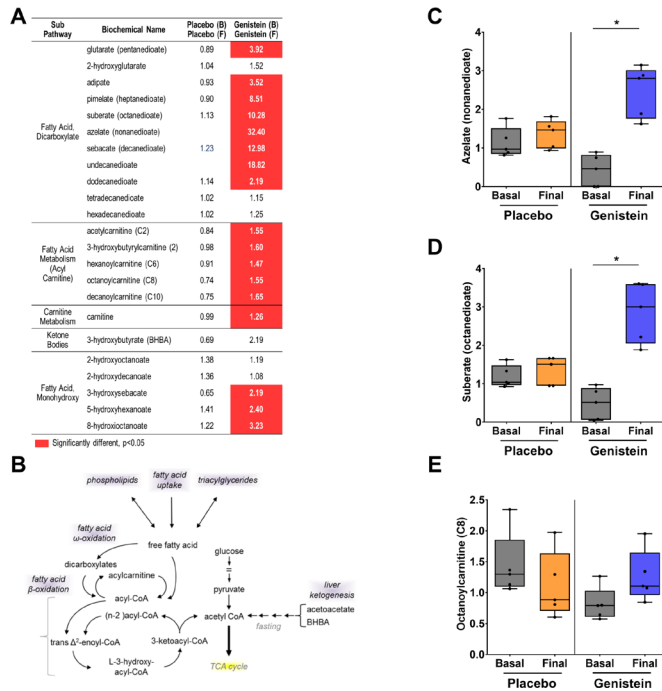 A
Sub Pathway Biochemical Name Placebo (B) Placebo (F) Genistein (B) Genistein (F)
Fatty Acid, Dicarboxylate
glutarate (pentanedioate) 0.89 3.92
2-hydroxyglutarate 1.04 1.52
adipate 0.93 3.52
pimelate (heptanedioate) 0.90 8.51
suberate (octanedioate) 1.13 10.28
azelate (nonanedioate) 32.40
sebacate (decanedioate) 1.23 12.98
undecanedioate 18.82
dodecanedioate 1.14 2.19
tetradecanedioate 1.02 1.15
hexadecanedioate 1.02 1.25
Fatty Acid Metabolism (Acyl Carnitine)
acetylcarnitine (C2) 0.84 1.55
3-hydroxybutyrylcarnitine (2) 0.98 1.60
hexanoylcarnitine (C6) 0.91 1.47
octanoylcarnitine (C8) 0.74 1.55
decanoylcarnitine (C10) 0.75 1.65
Carnitine Metabolism
carnitine 0.99 1.26
Ketone Bodies
3-hydroxybutyrate (BHBA) 0.69 2.19
Fatty Acid, Monohydroxy
2-hydroxyoctanoate 1.38 1.19
2-hydroxydecanoate 1.36 1.08
3-hydroxysebacate 0.65 2.19
5-hydroxyhexanoate 1.41 2.40
8-hydroxioctanoate 1.22 3.23
Significantly different, p<0.05
B
phospholipids
fatty acid
uptake
triacylglycerides
fatty acid
ω-oxidation
free fatty acid
dicarboxylates
glucose
fatty acid
β-oxidation
acylcarnitine
pyruvate
liver
ketogenesis
acyl-CoA
(n-2 )acyl-CoA
acetyl CoA
acetoacetate
BHBA
fasting
trans Δ²-enoyl-CoA
3-ketoacyl-CoA
L-3-hydroxy-
acyl-CoA
TCA cycle
C
Azelate (nonanedioate)
4
3
2
1
0
*
Basal Final Basal Final
Placebo Genistein
D
Suberate (octanedioate)
4
3
2
1
0
*
Basal Final Basal Final
Placebo Genistein
E
Octanoylcarnitine (C8)
2.5
2.0
1.5
1.0
0.5
0.0
Basal Final Basal Final
Placebo Genistein